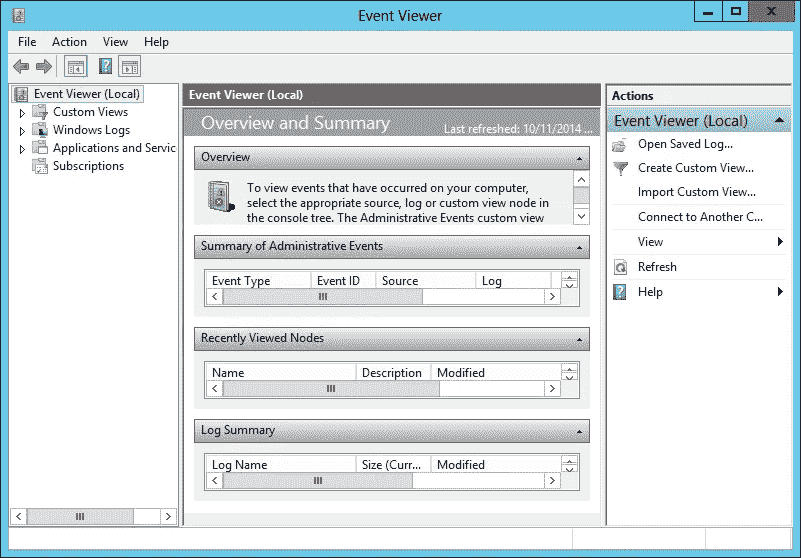 Event Viewer
File Action View Help
Event Viewer (Local)
Custom Views
Windows Logs
Applications and Servic
Subscriptions
Event Viewer (Local)
Overview and Summary
Last refreshed: 10/11/2014 ...
Overview
To view events that have occurred on your computer,
select the appropriate source, log or custom view node in
the console tree. The Administrative Events custom view
Summary of Administrative Events
Event Type Event ID Source Log
Recently Viewed Nodes
Name Description Modified
Log Summary
Log Name Size (Curr... Modified
Actions
Event Viewer (Local)
Open Saved Log...
Create Custom View...
Import Custom View...
Connect to Another C...
View
Refresh
Help